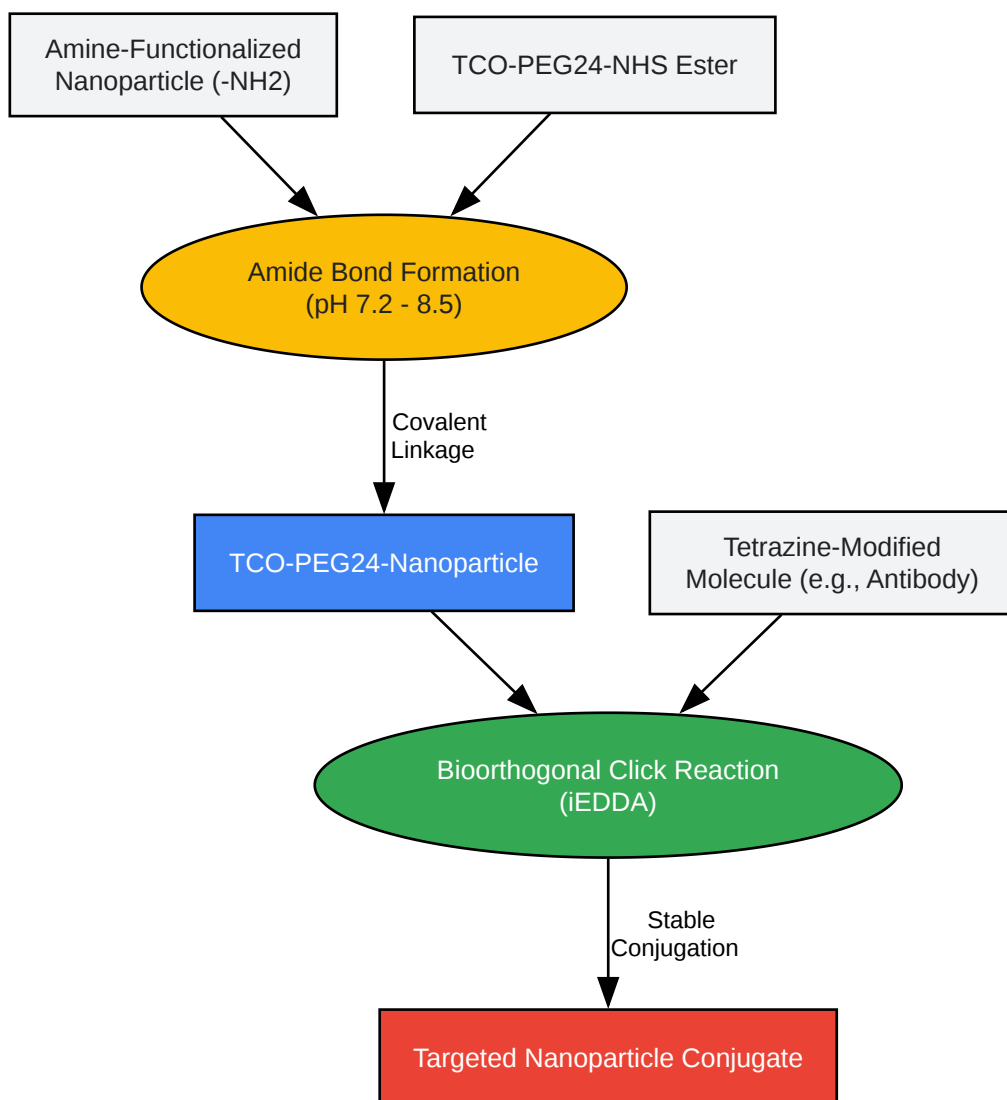 Amine-Functionalized
Nanoparticle (-NH2)
TCO-PEG24-NHS Ester
Amide Bond Formation
(pH 7.2 - 8.5)
Covalent
Linkage
TCO-PEG24-Nanoparticle
Tetrazine-Modified
Molecule (e.g., Antibody)
Bioorthogonal Click Reaction
(iEDDA)
Stable
Conjugation
Targeted Nanoparticle Conjugate